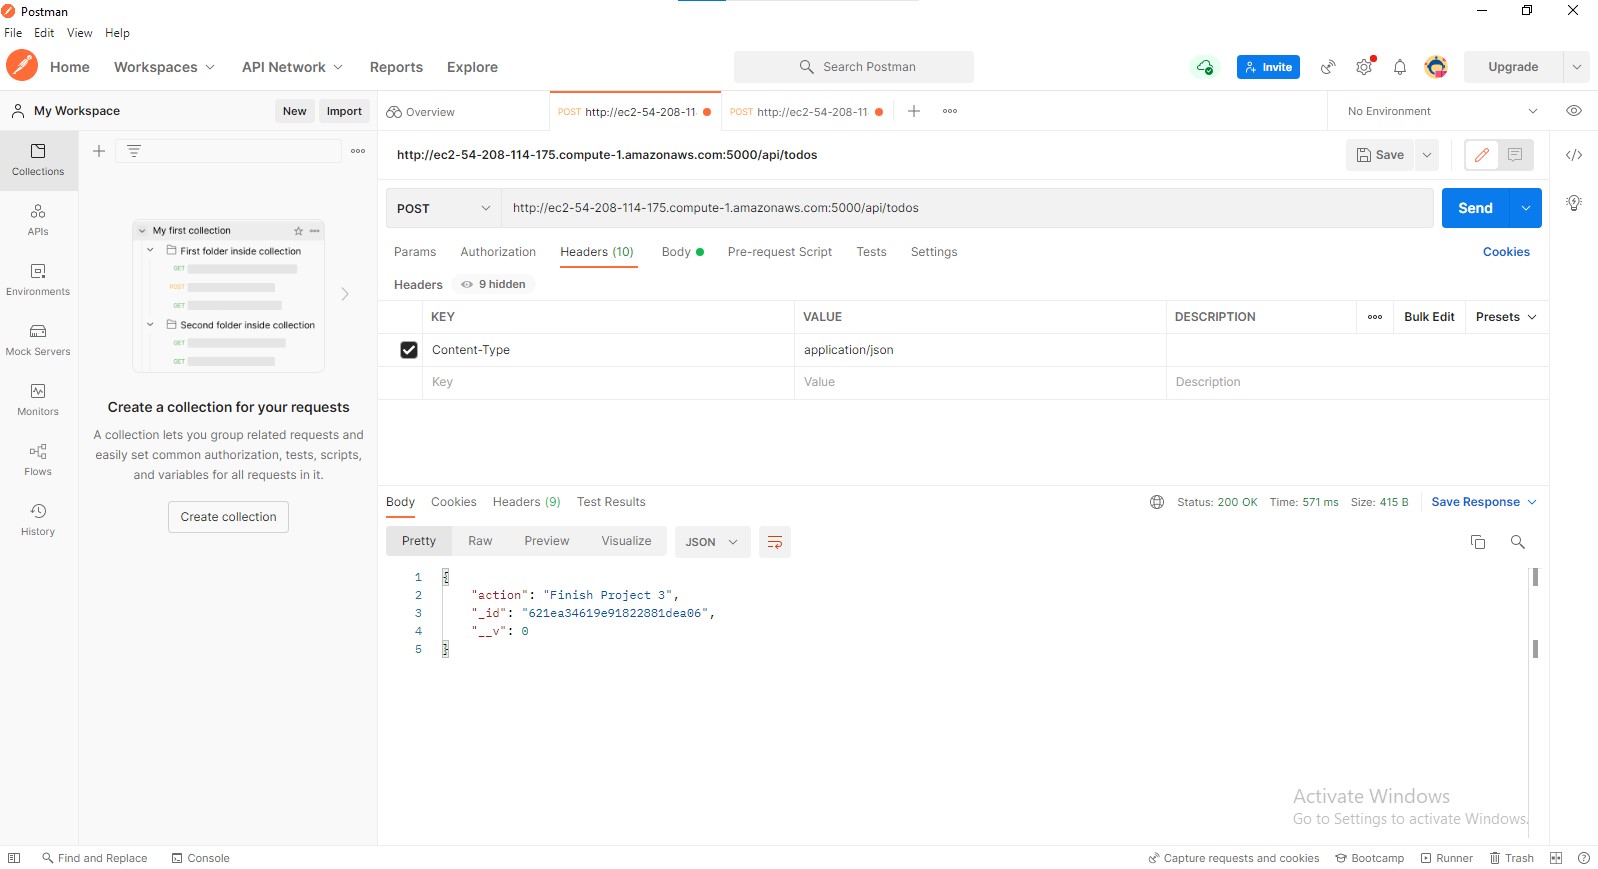 Postman
File Edit View Help
Home Workspaces API Network Reports Explore Search Postman Invite Upgrade
My Workspace New Import Overview POST http://ec2-54-208-11 POST http://ec2-54-208-11 No Environment
Collections
APIs
Environments
Mock Servers
Monitors
Flows
History
My first collection
First folder inside collection
GET
POST
GET
Second folder inside collection
GET
GET
Create a collection for your requests
A collection lets you group related requests and
easily set common authorization, tests, scripts,
and variables for all requests in it.
Create collection
http://ec2-54-208-114-175.compute-1.amazonaws.com:5000/api/todos Save
POST http://ec2-54-208-114-175.compute-1.amazonaws.com:5000/api/todos Send
Params Authorization Headers (10) Body Pre-request Script Tests Settings Cookies
Headers 9 hidden
KEY VALUE DESCRIPTION Bulk Edit Presets
Content-Type application/json
Key Value Description
Body Cookies Headers (9) Test Results Status: 200 OK Time: 571 ms Size: 415 B Save Response
Pretty Raw Preview Visualize JSON
1 {
2 "action": "Finish Project 3",
3 "_id": "621ea34619e91822881dea06",
4 "__v": 0
5 }
Activate Windows
Go to Settings to activate Windows.
Find and Replace Console Capture requests and cookies Bootcamp Runner Trash